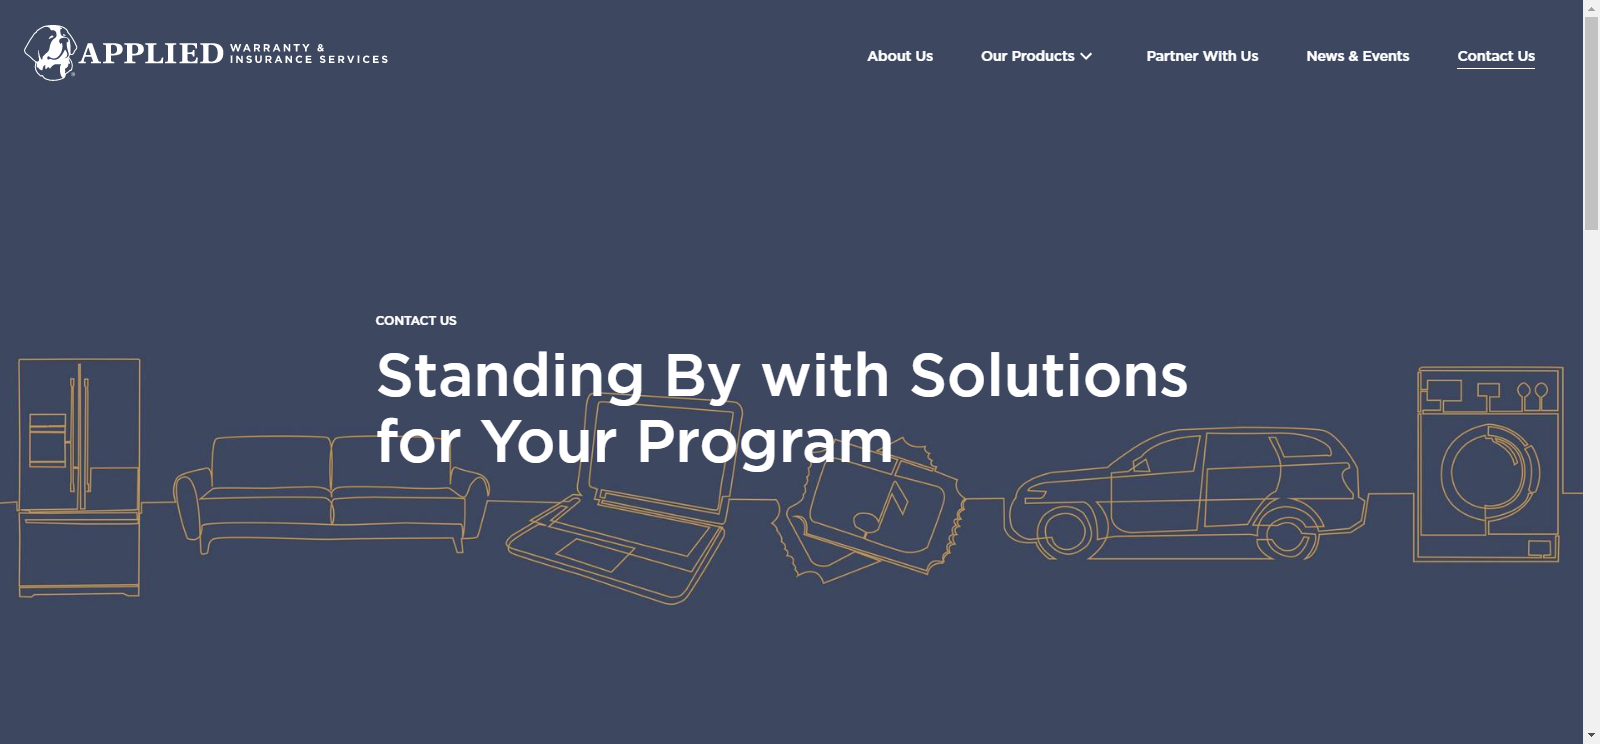 APPLIED
WARRANTY &
INSURANCE SERVICES
About Us
Our Products
Partner With Us
News & Events
Contact Us
CONTACT US
Standing By with Solutions
for Your Program